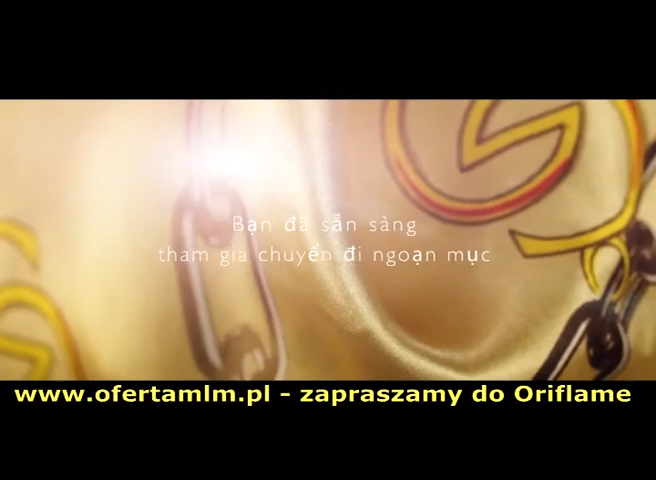 Bạn đã sẵn sàng
tham gia chuyến đi ngoạn mục
www.ofertamlm.pl - zapraszamy do Oriflame